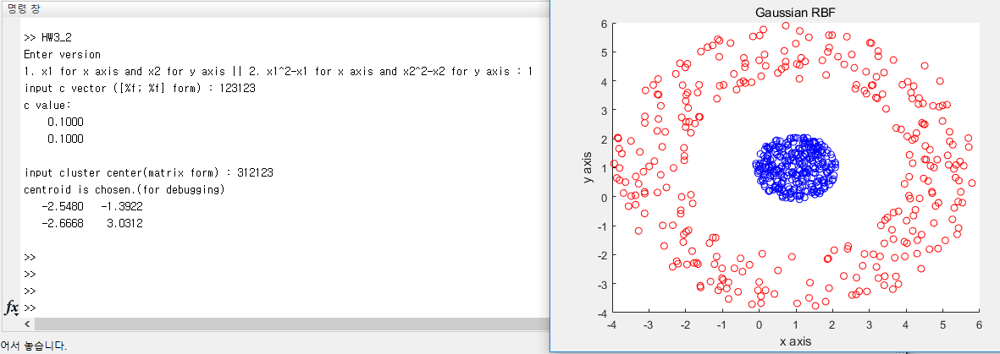 명령 창
>> HW3_2
Enter version
1. x1 for x axis and x2 for y axis || 2. x1^2-x1 for x axis and x2^2-x2 for y axis : 1
input c vector ([%f; %f] form) : 123123
c value:
0.1000
0.1000
input cluster center(matrix form) : 312123
centroid is chosen.(for debugging)
-2.5480 -1.3922
-2.6668 3.0312
>>
>>
>>
fx >>
어서 놓습니다.
Gaussian RBF
6
5
4
3
2
1
0
-1
-2
-3
-4
y axis
-4 -3 -2 -1 0 1 2 3 4 5 6
x axis